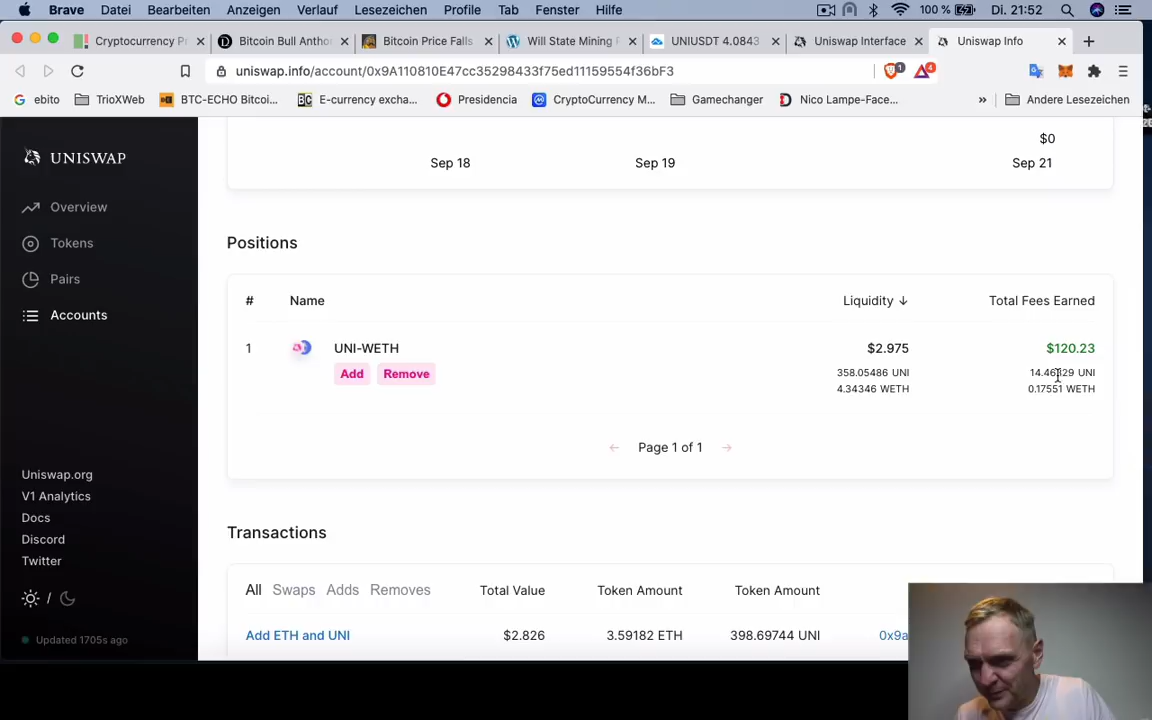 Brave Datei Bearbeiten Anzeigen Verlauf Lesezeichen Profile Tab Fenster Hilfe 100 % Di. 21:52
Cryptocurrency Pr Bitcoin Bull Antho Bitcoin Price Falls Will State Mining F UNIUSDT 4.0843 Uniswap Interface Uniswap Info
uniswap.info/account/0x9A110810E47cc35298433f75ed11159554f36bF3 1 4
ebito TrioXWeb BTC-ECHO Bitcoi... E-currency excha... Presidencia CryptoCurrency M... Gamechanger Nico Lampe-Face... » Andere Lesezeichen
UNISWAP
Overview
Tokens
Pairs
Accounts
Uniswap.org
V1 Analytics
Docs
Discord
Twitter
/
Updated 1705s ago
$0
Sep 18 Sep 19 Sep 21
Positions
# Name Liquidity ↓ Total Fees Earned
1 UNI-WETH $2.975 $120.23
Add Remove 358.05486 UNI UNI
4.34346 WETH 0.17551 WETH
← Page 1 of 1 →
Transactions
All Swaps Adds Removes Total Value Token Amount Token Amount
Add ETH and UNI $2.826 3.59182 ETH 398.69744 UNI 0x9a